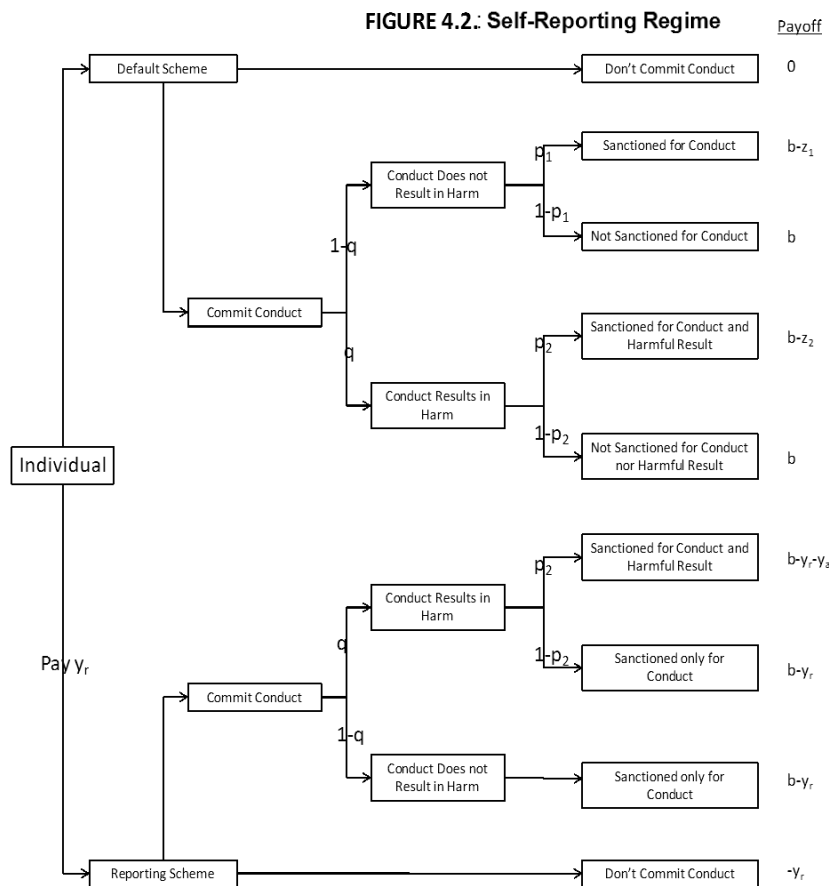 FIGURE 4.2.: Self-Reporting Regime
Payoff
Default Scheme
Don't Commit Conduct
0
Conduct Does not
Result in Harm
p1
Sanctioned for Conduct
b-z1
1-p1
Not Sanctioned for Conduct
b
1-q
Commit Conduct
q
p2
Sanctioned for Conduct and
Harmful Result
b-z2
Conduct Results in
Harm
1-p2
Not Sanctioned for Conduct
nor Harmful Result
b
Individual
Pay yr
Conduct Results in
Harm
p2
Sanctioned for Conduct and
Harmful Result
b-yr-ya
1-p2
Sanctioned only for
Conduct
b-yr
q
Commit Conduct
1-q
Conduct Does not
Result in Harm
Sanctioned only for
Conduct
b-yr
Reporting Scheme
Don't Commit Conduct
-yr